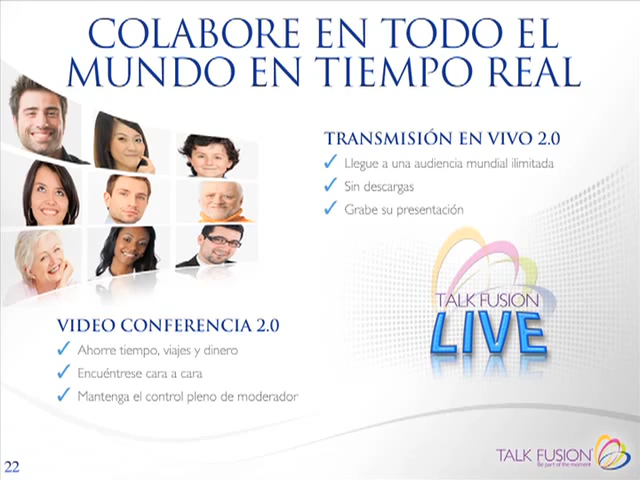 COLABORE EN TODO EL
MUNDO EN TIEMPO REAL
TRANSMISIÓN EN VIVO 2.0
✓ Llegue a una audiencia mundial ilimitada
✓ Sin descargas
✓ Grabe su presentación
TALK FUSION
LIVE
VIDEO CONFERENCIA 2.0
✓ Ahorre tiempo, viajes y dinero
✓ Encuéntrese cara a cara
✓ Mantenga el control pleno de moderador
22
TALK FUSION
Be part of the moment